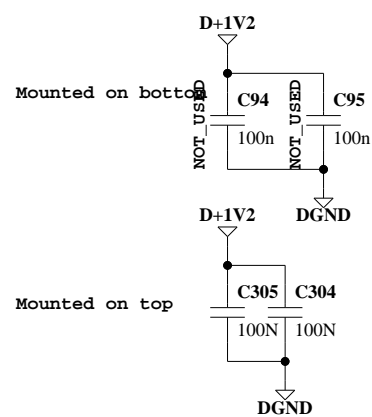 D+1V2
Mounted on bottom
NOT_USED
C94
100n
NOT_USED
C95
100n
DGND
D+1V2
Mounted on top
C305
100N
C304
100N
DGND